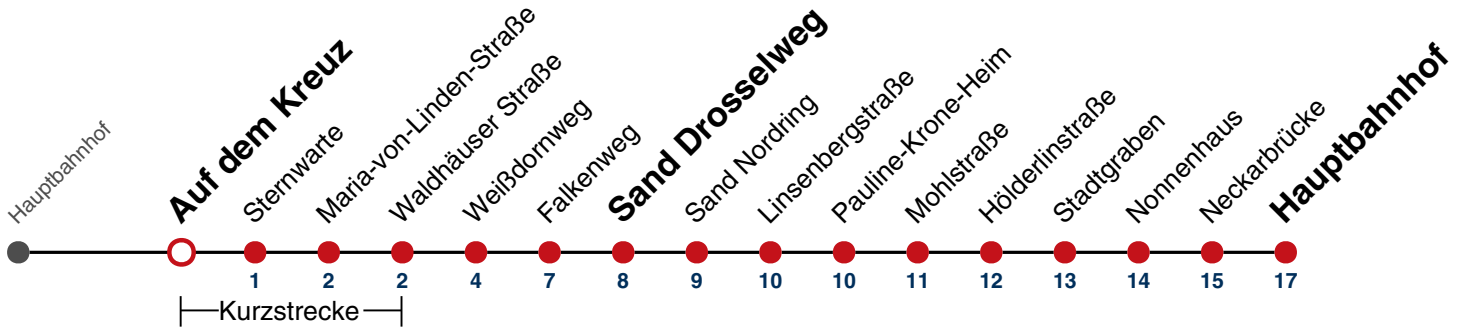 Hauptbahnhof
Auf dem Kreuz
Sternwarte
Maria-von-Linden-Straße
Waldhäuser Straße
Weißdornweg
Falkenweg
Sand Drosselweg
Sand Nordring
Linsenbergstraße
Pauline-Krone-Heim
Mohlstraße
Hölderlinstraße
Stadtgraben
Nonnenhaus
Neckarbrücke
Hauptbahnhof
1 2 2 4 7 8 9 10 10 11 12 13 14 15 17
Kurzstrecke